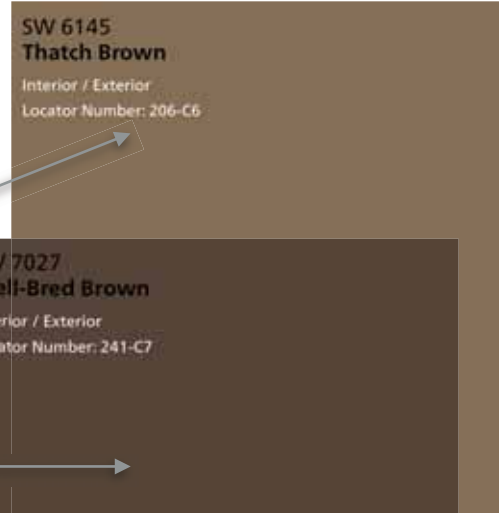 SW 6145
Thatch Brown
Interior / Exterior
Locator Number: 206-C6
7027
ell-Bred Brown
rior / Exterior
ator Number: 241-C7